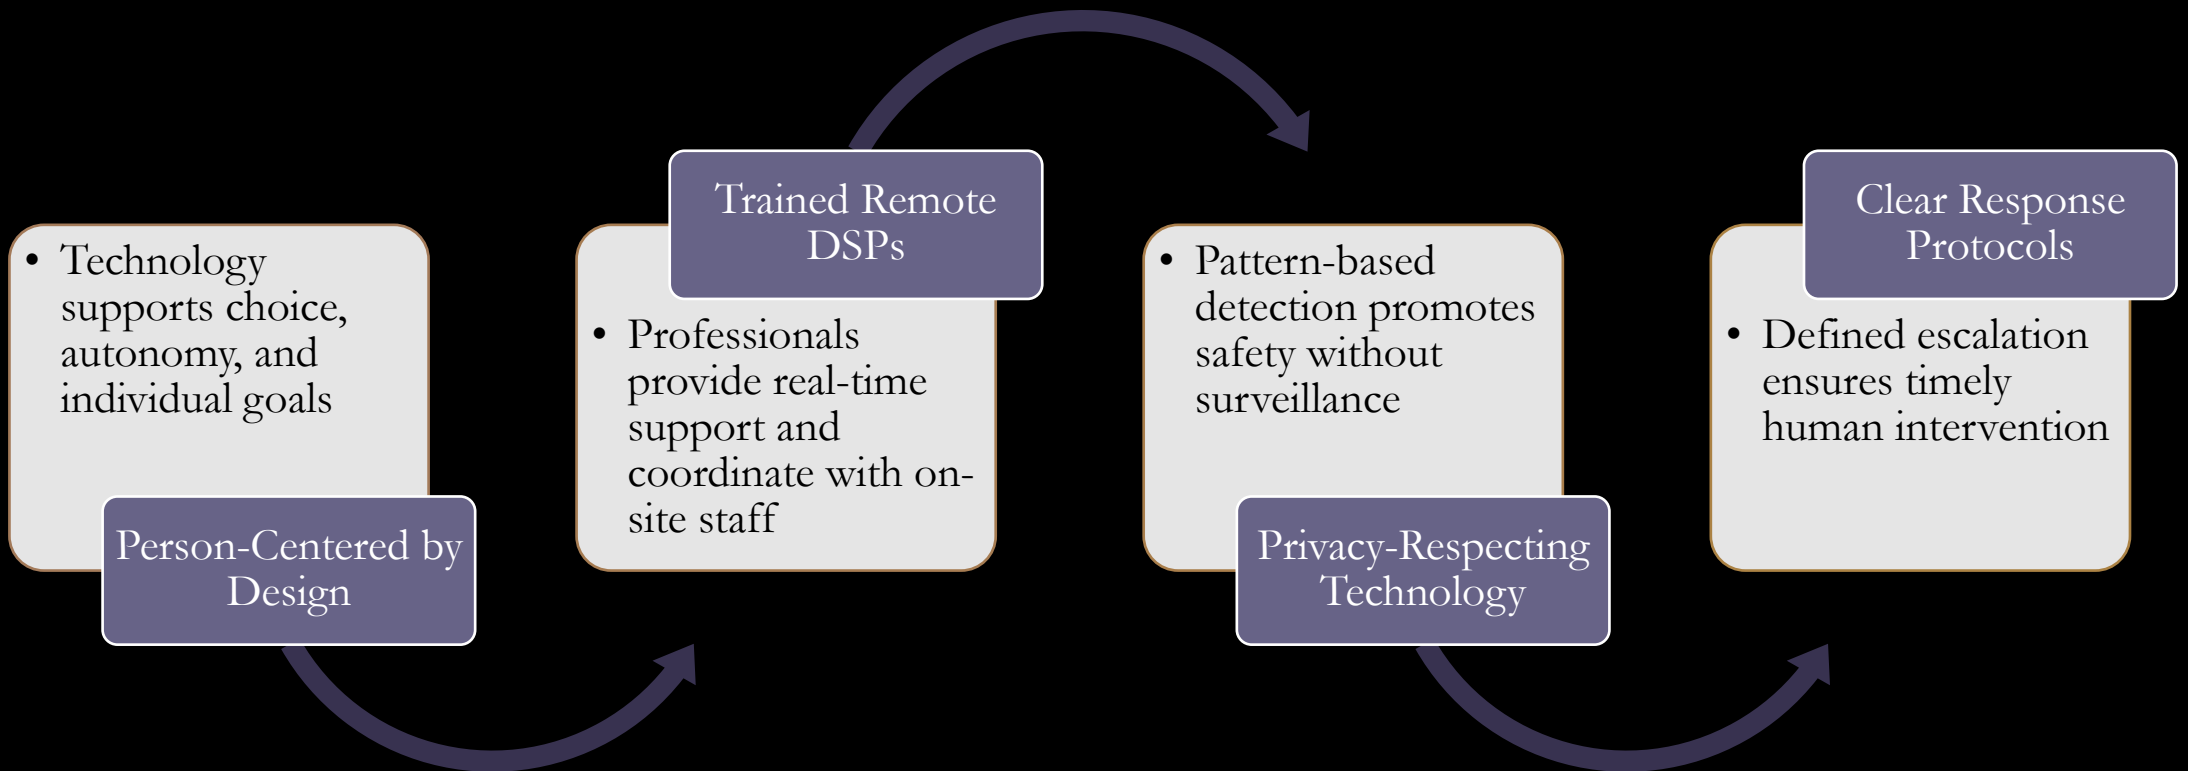 • Technology
supports choice,
autonomy, and
individual goals
Person-Centered by
Design
Trained Remote
DSPs
• Professionals
provide real-time
support and
coordinate with on-
site staff
• Pattern-based
detection promotes
safety without
surveillance
Privacy-Respecting
Technology
Clear Response
Protocols
• Defined escalation
ensures timely
human intervention